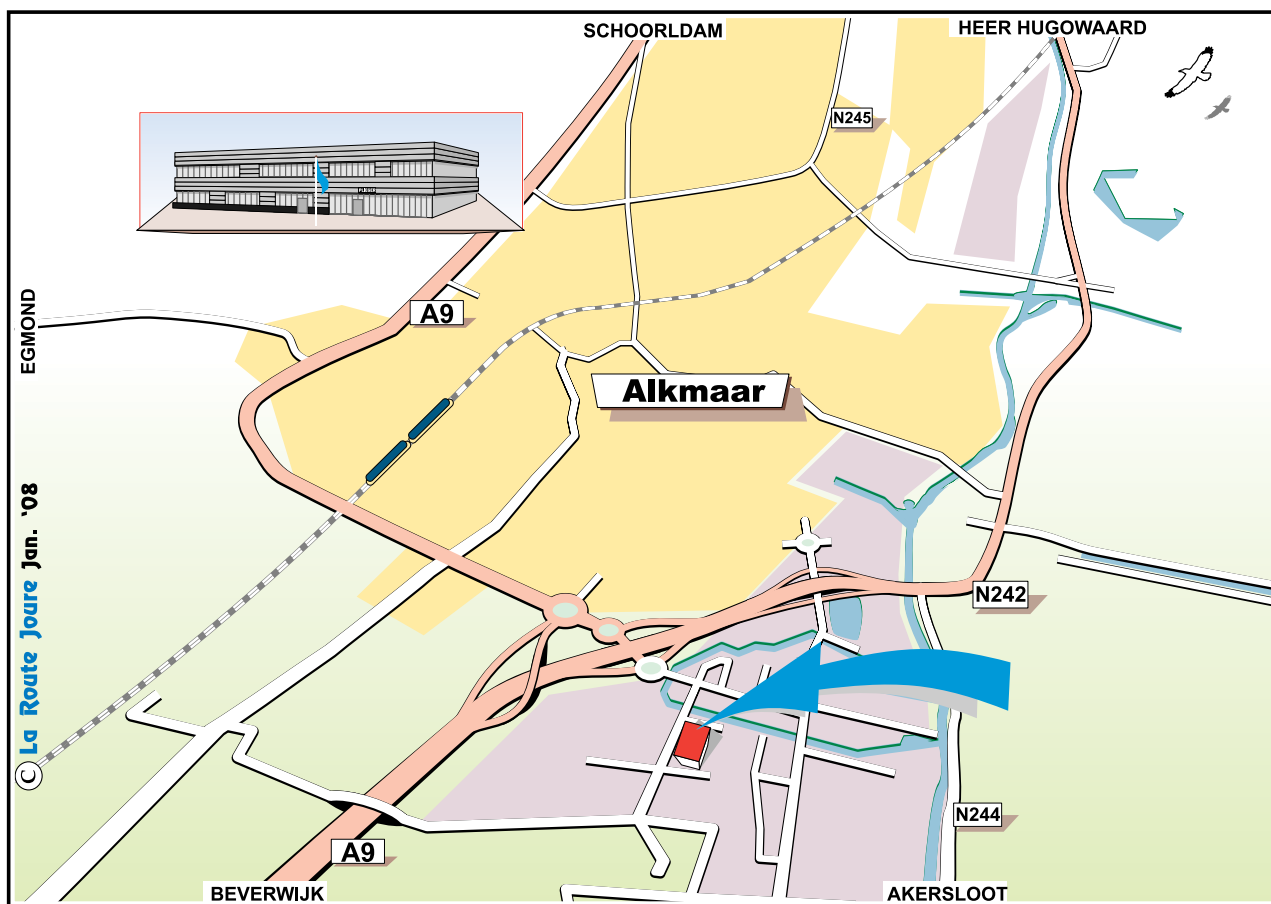 SCHOORLDAM
HEER HUGOWAARD
N245
A9
EGMOND
Alkmaar
© La Route Joure Jan. '08
N242
N244
A9
BEVERWIJK
AKERSLOOT